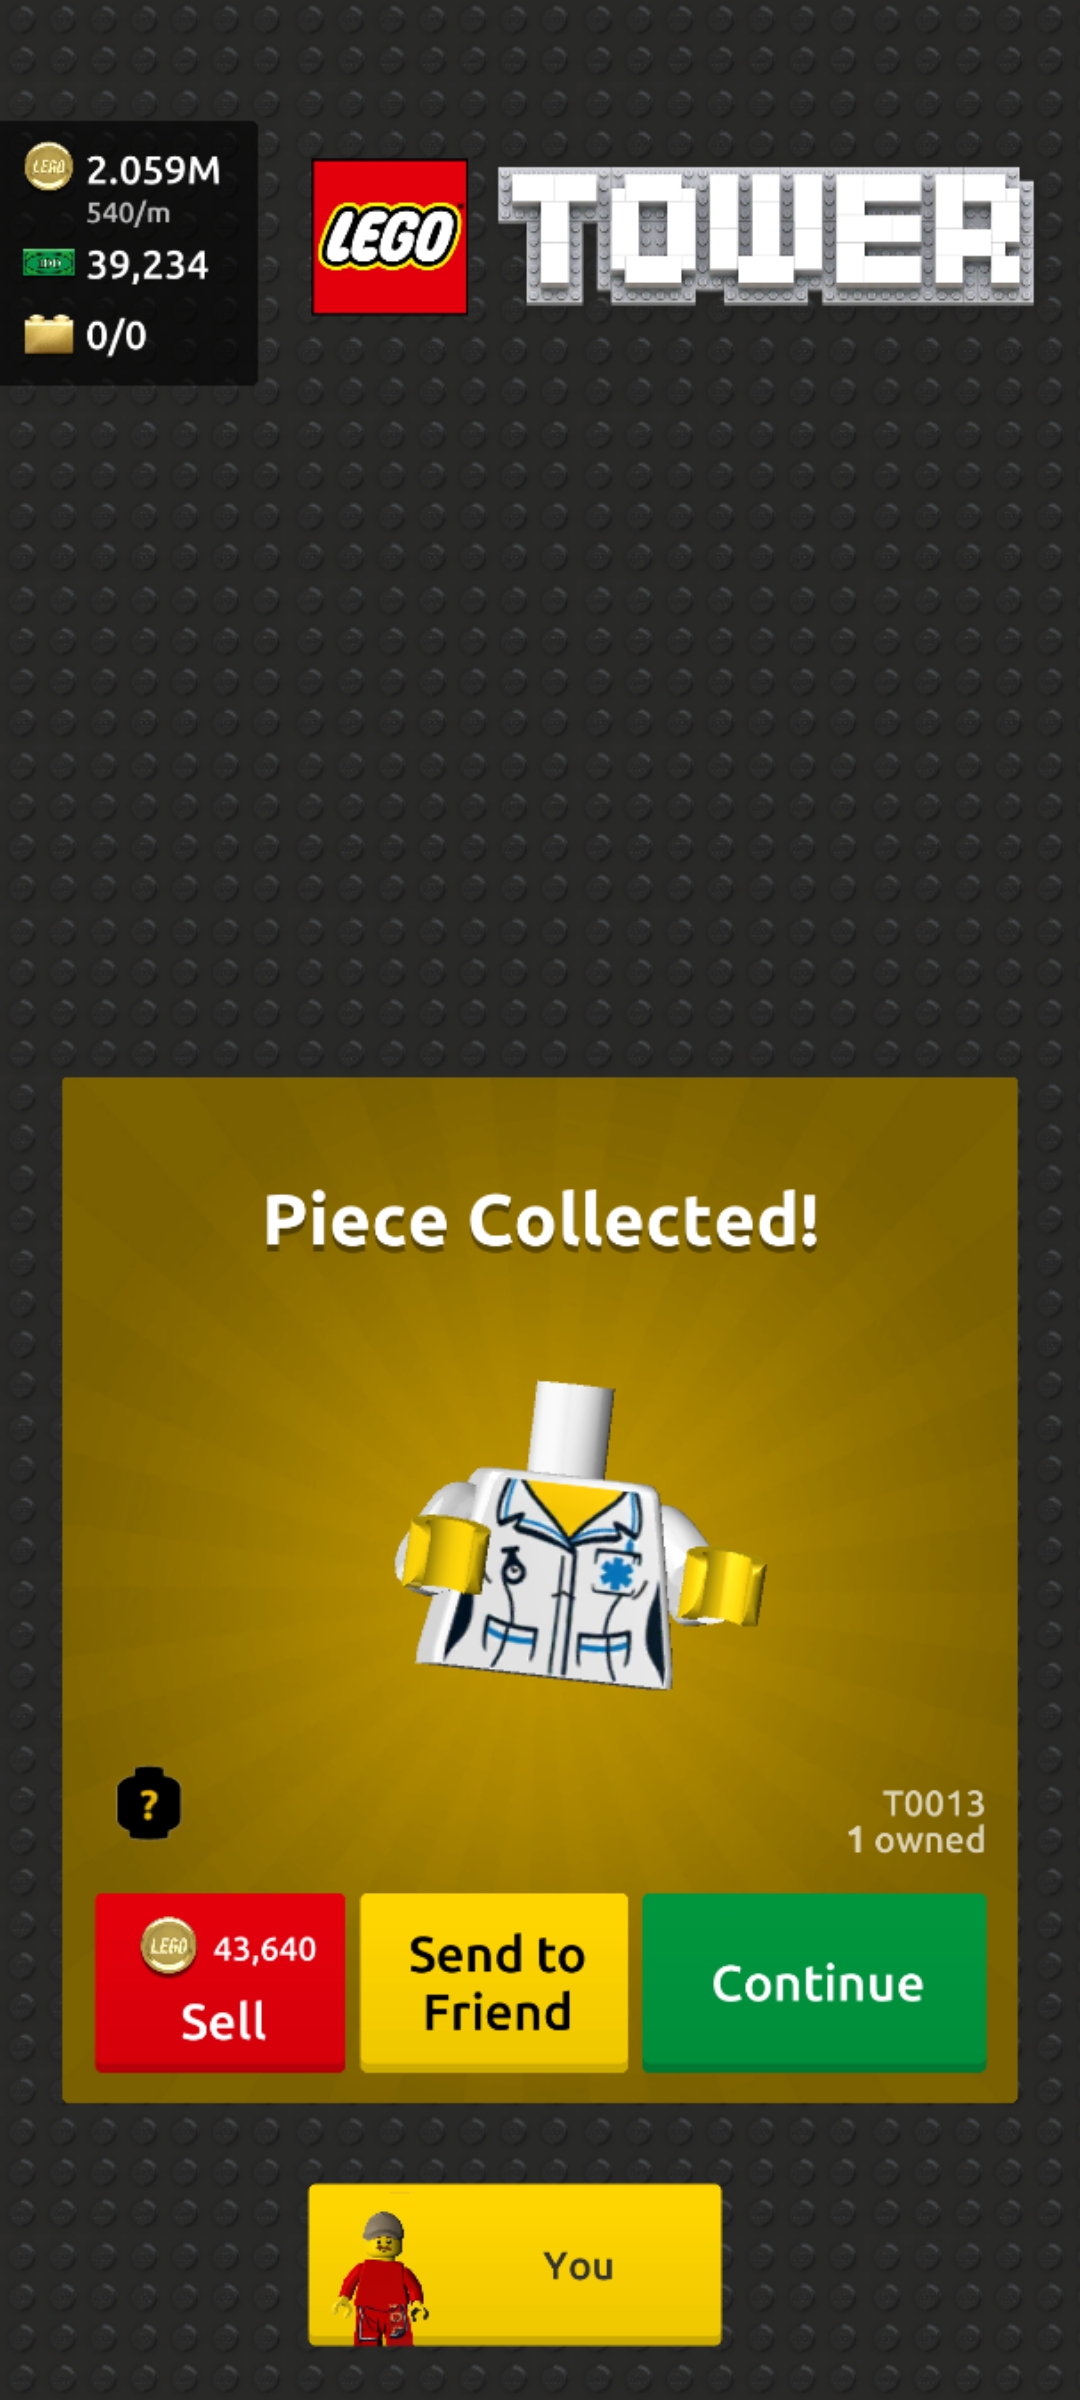 2.059M
540/m
39,234
0/0
LEGO
TOWER
Piece Collected!
?
T0013
1 owned
LEGO 43,640
Sell
Send to
Friend
Continue
You